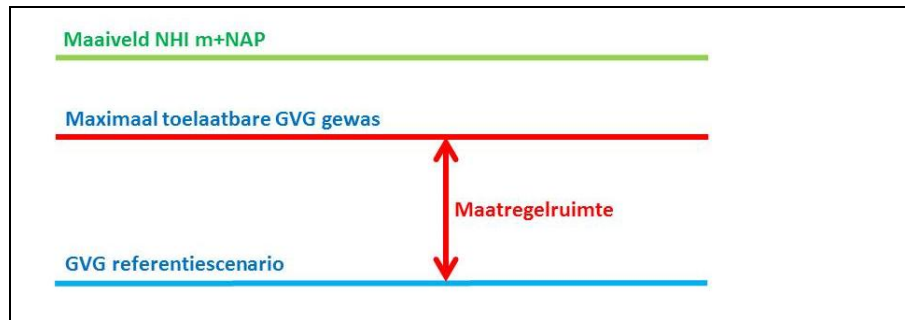 Maaiveld NHI m+NAP
Maximaal toelaatbare GVG gewas
Maatregelruimte
GVG referentiescenario